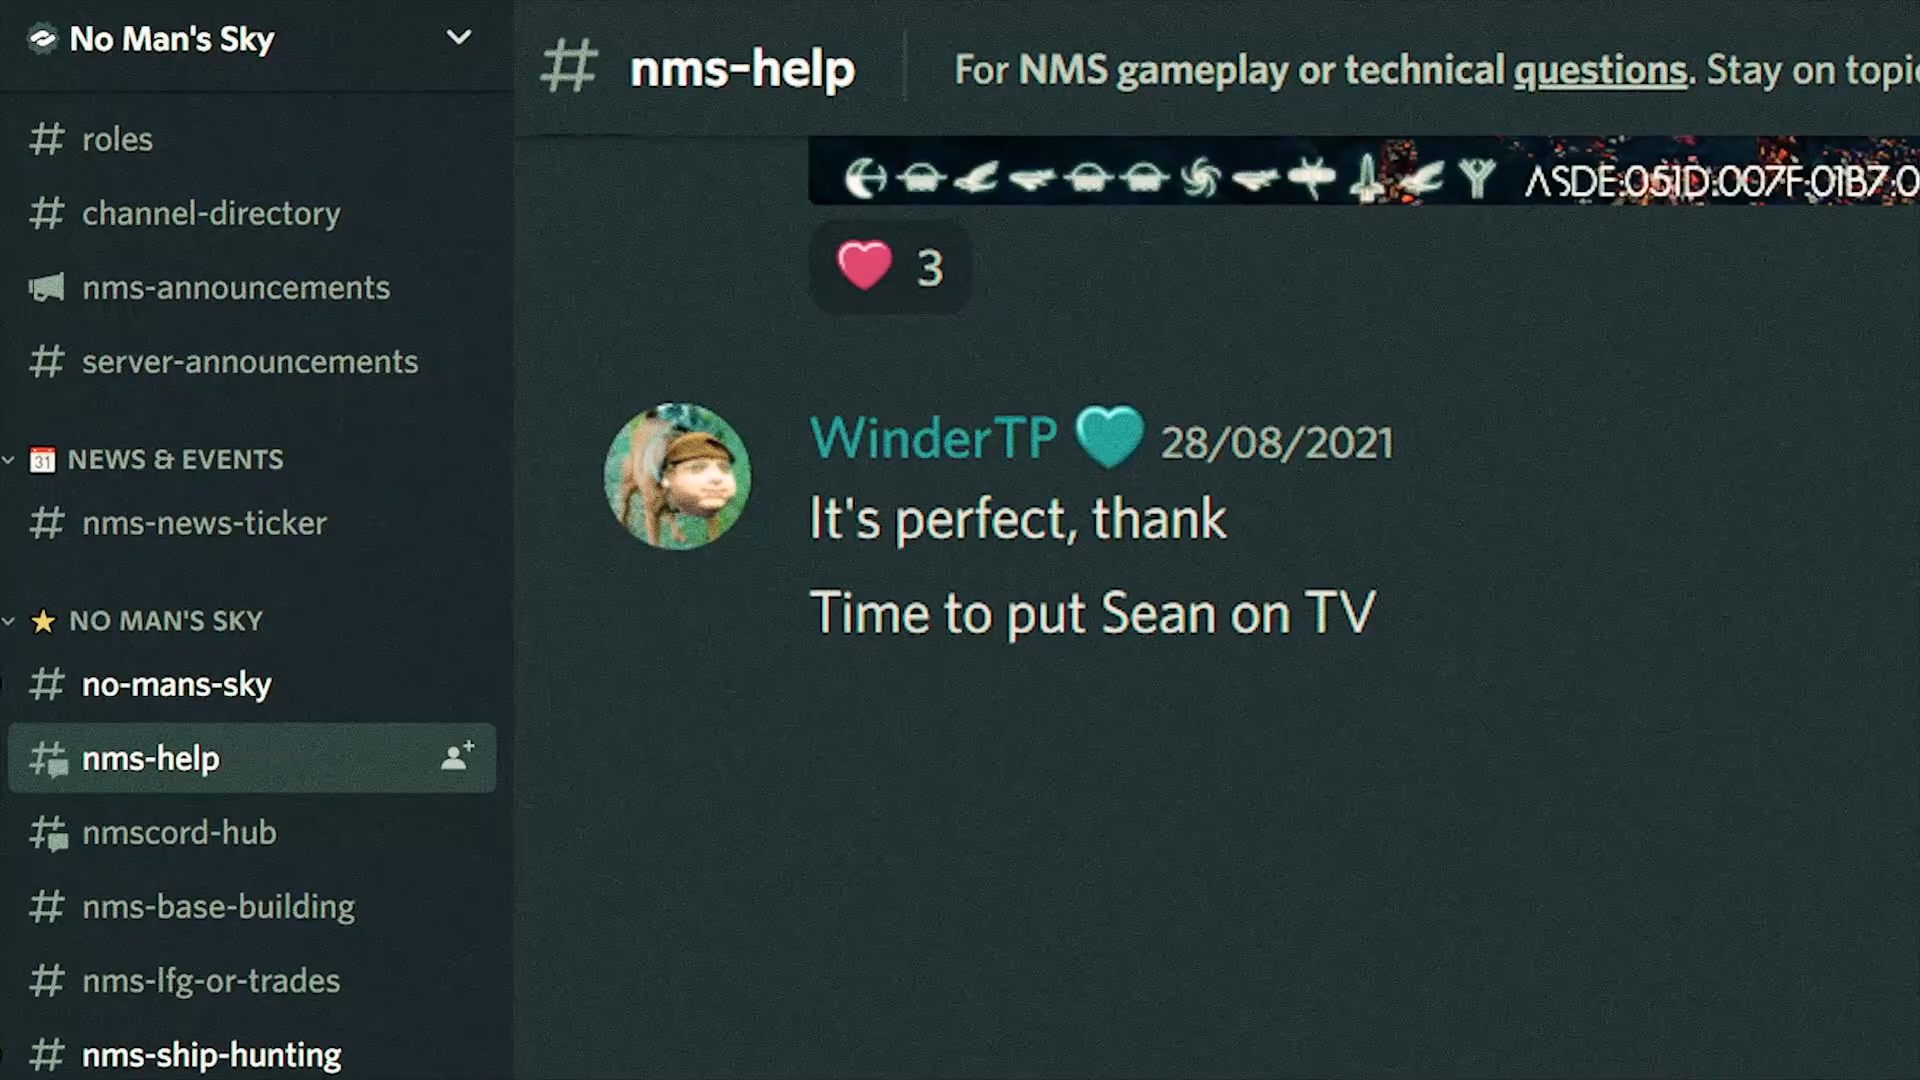 No Man's Sky
roles
channel-directory
nms-announcements
server-announcements
31 NEWS & EVENTS
nms-news-ticker
NO MAN'S SKY
no-mans-sky
nms-help
nmscord-hub
nms-base-building
nms-lfg-or-trades
nms-ship-hunting
nms-help
For NMS gameplay or technical questions. Stay on topic
ASDE:051D:007F:01B7:0
3
WinderTP 28/08/2021
It's perfect, thank
Time to put Sean on TV